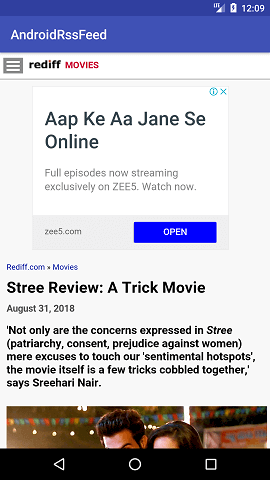 12:09
AndroidRssFeed
rediff MOVIES
Aap Ke Aa Jane Se
Online
Full episodes now streaming
exclusively on ZEE5. Watch now.
zee5.com
OPEN
Rediff.com » Movies
Stree Review: A Trick Movie
August 31, 2018
'Not only are the concerns expressed in Stree
(patriarchy, consent, prejudice against women)
mere excuses to touch our 'sentimental hotspots',
the movie itself is a few tricks cobbled together,'
says Sreehari Nair.